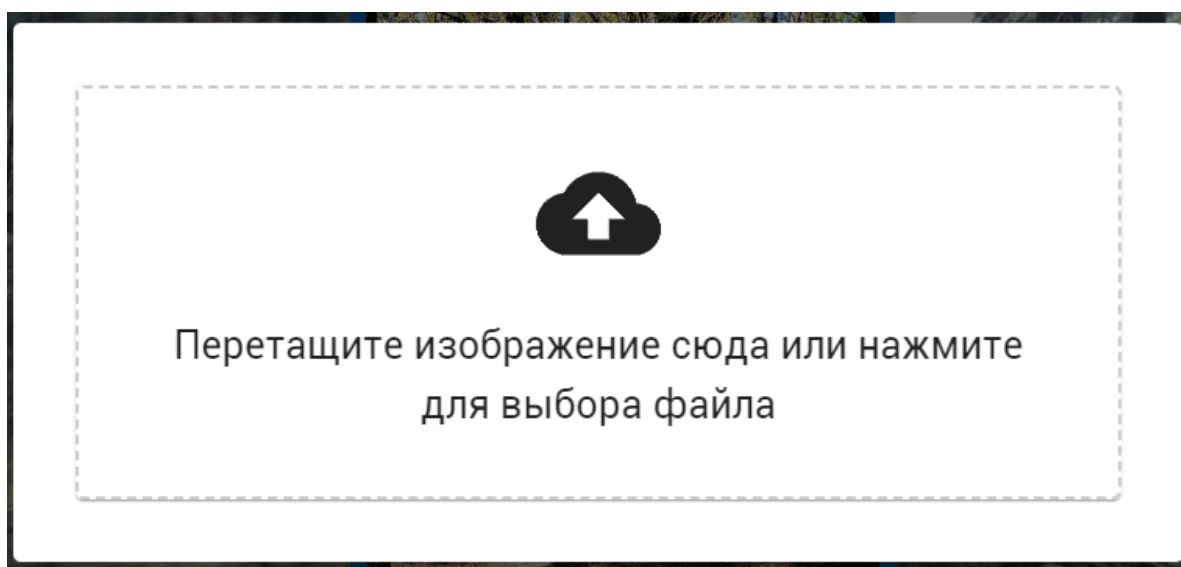 Перетащите изображение сюда или нажмите
для выбора файла